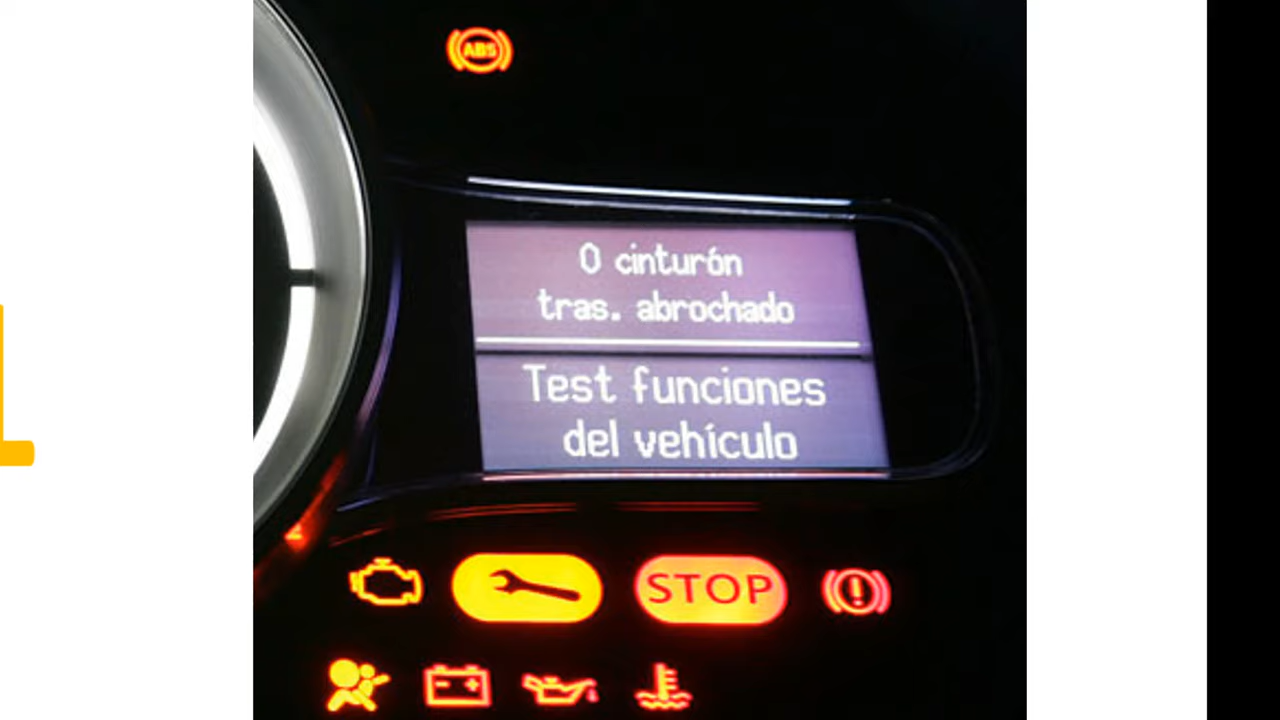 ABS
0 cinturón
tras. abrochado
Test funciones
del vehículo
STOP